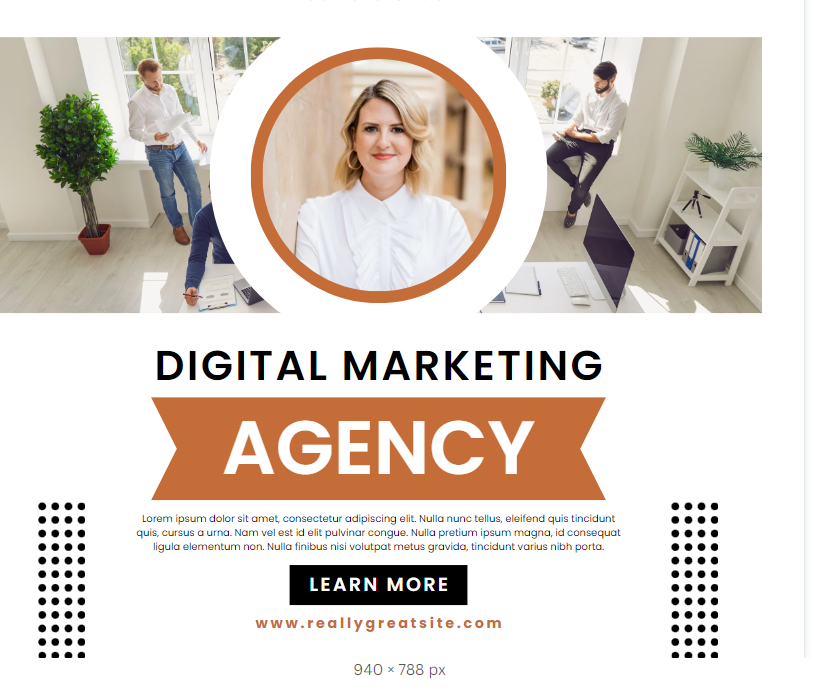 DIGITAL MARKETING
AGENCY
Lorem ipsum dolor sit amet, consectetur adipiscing elit. Nulla nunc tellus, eleifend quis tincidunt
quis, cursus a urna. Nam vel est id elit pulvinar congue. Nulla pretium ipsum magna, id consequat
ligula elementum non. Nulla finibus nisi volutpat metus gravida, tincidunt varius nibh porta.
LEARN MORE
www.reallygreatsite.com
940 × 788 px